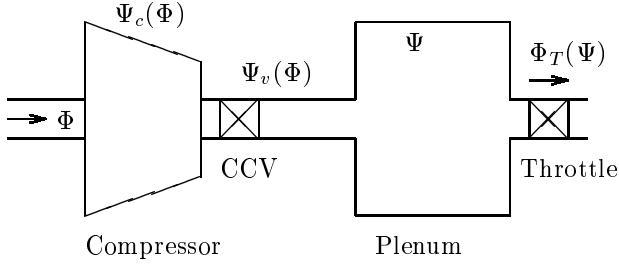 Ψc(Φ)
Ψv(Φ)
Ψ
ΦT(Ψ)
Φ
CCV
Throttle
Compressor
Plenum